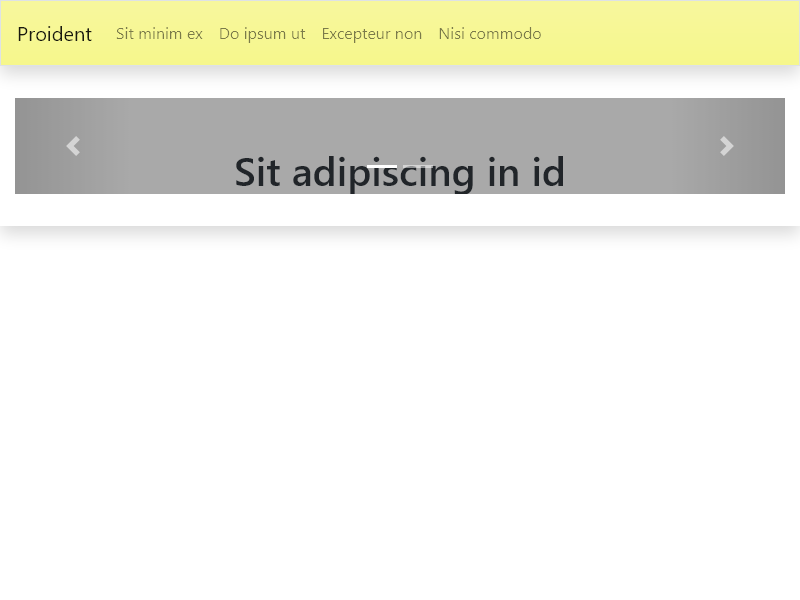 Proident Sit minim ex Do ipsum ut Excepteur non Nisi commodo
Sit adipiscing in id